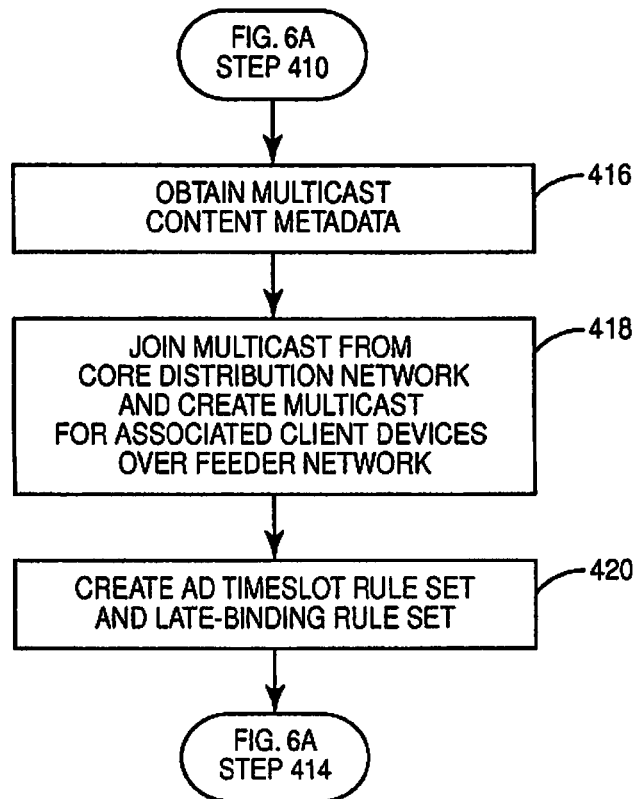 FIG. 6A
STEP 410
OBTAIN MULTICAST
CONTENT METADATA
416
JOIN MULTICAST FROM
CORE DISTRIBUTION NETWORK
AND CREATE MULTICAST
FOR ASSOCIATED CLIENT DEVICES
OVER FEEDER NETWORK
418
CREATE AD TIMESLOT RULE SET
AND LATE-BINDING RULE SET
420
FIG. 6A
STEP 414